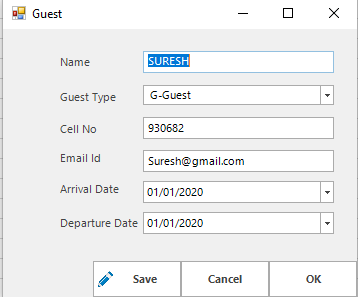 Guest
Name SURESH
Guest Type G-Guest
Cell No 930682
Email Id Suresh@gmail.com
Arrival Date 01/01/2020
Departure Date 01/01/2020
Save Cancel OK